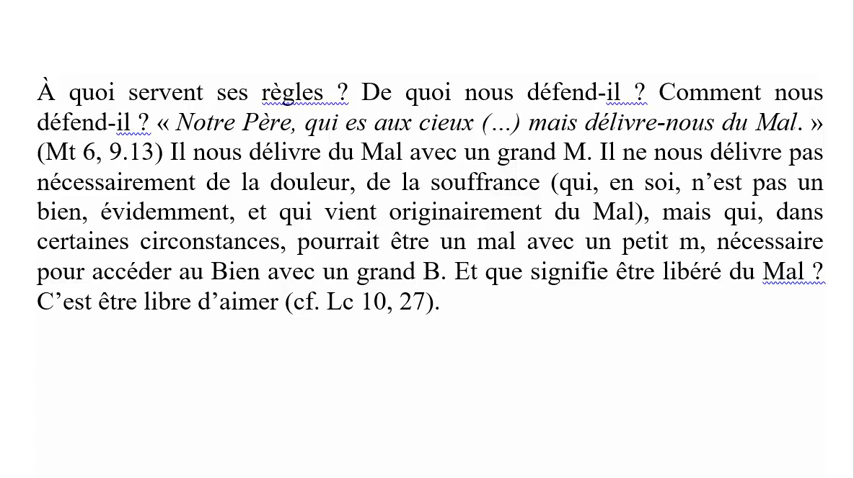 À quoi servent ses règles ? De quoi nous défend-il ? Comment nous
défend-il ? « Notre Père, qui es aux cieux (…) mais délivre-nous du Mal. »
(Mt 6, 9.13) Il nous délivre du Mal avec un grand M. Il ne nous délivre pas
nécessairement de la douleur, de la souffrance (qui, en soi, n’est pas un
bien, évidemment, et qui vient originairement du Mal), mais qui, dans
certaines circonstances, pourrait être un mal avec un petit m, nécessaire
pour accéder au Bien avec un grand B. Et que signifie être libéré du Mal ?
C’est être libre d’aimer (cf. Lc 10, 27).